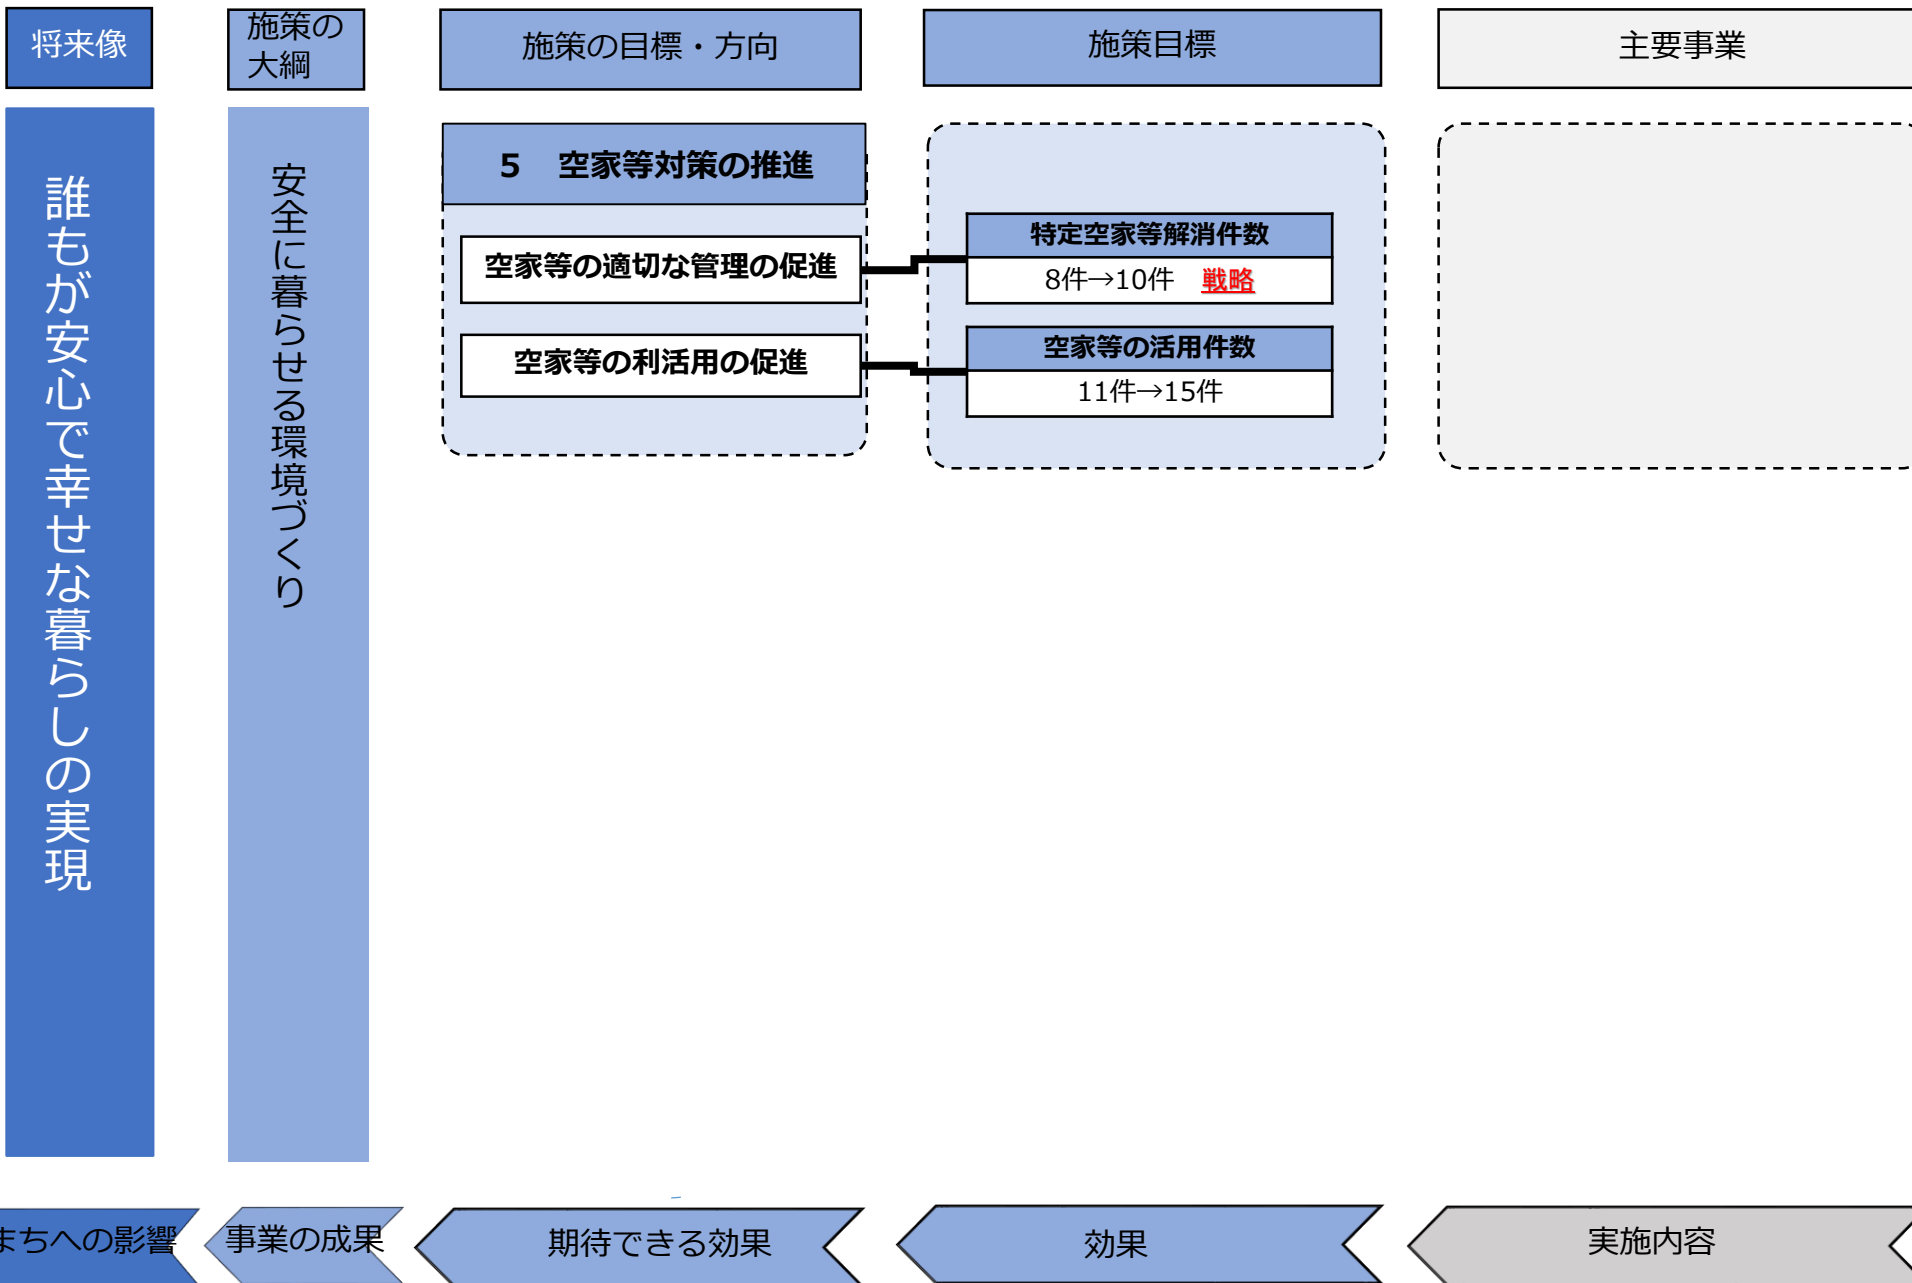 将来像
施策の
大綱
施策の目標・方向
施策目標
主要事業
誰もが安心で幸せな暮らしの実現
安全に暮らせる環境づくり
5　空家等対策の推進
空家等の適切な管理の促進
空家等の利活用の促進
特定空家等解消件数
8件→10件　戦略
空家等の活用件数
11件→15件
まちへの影響
事業の成果
期待できる効果
効果
実施内容